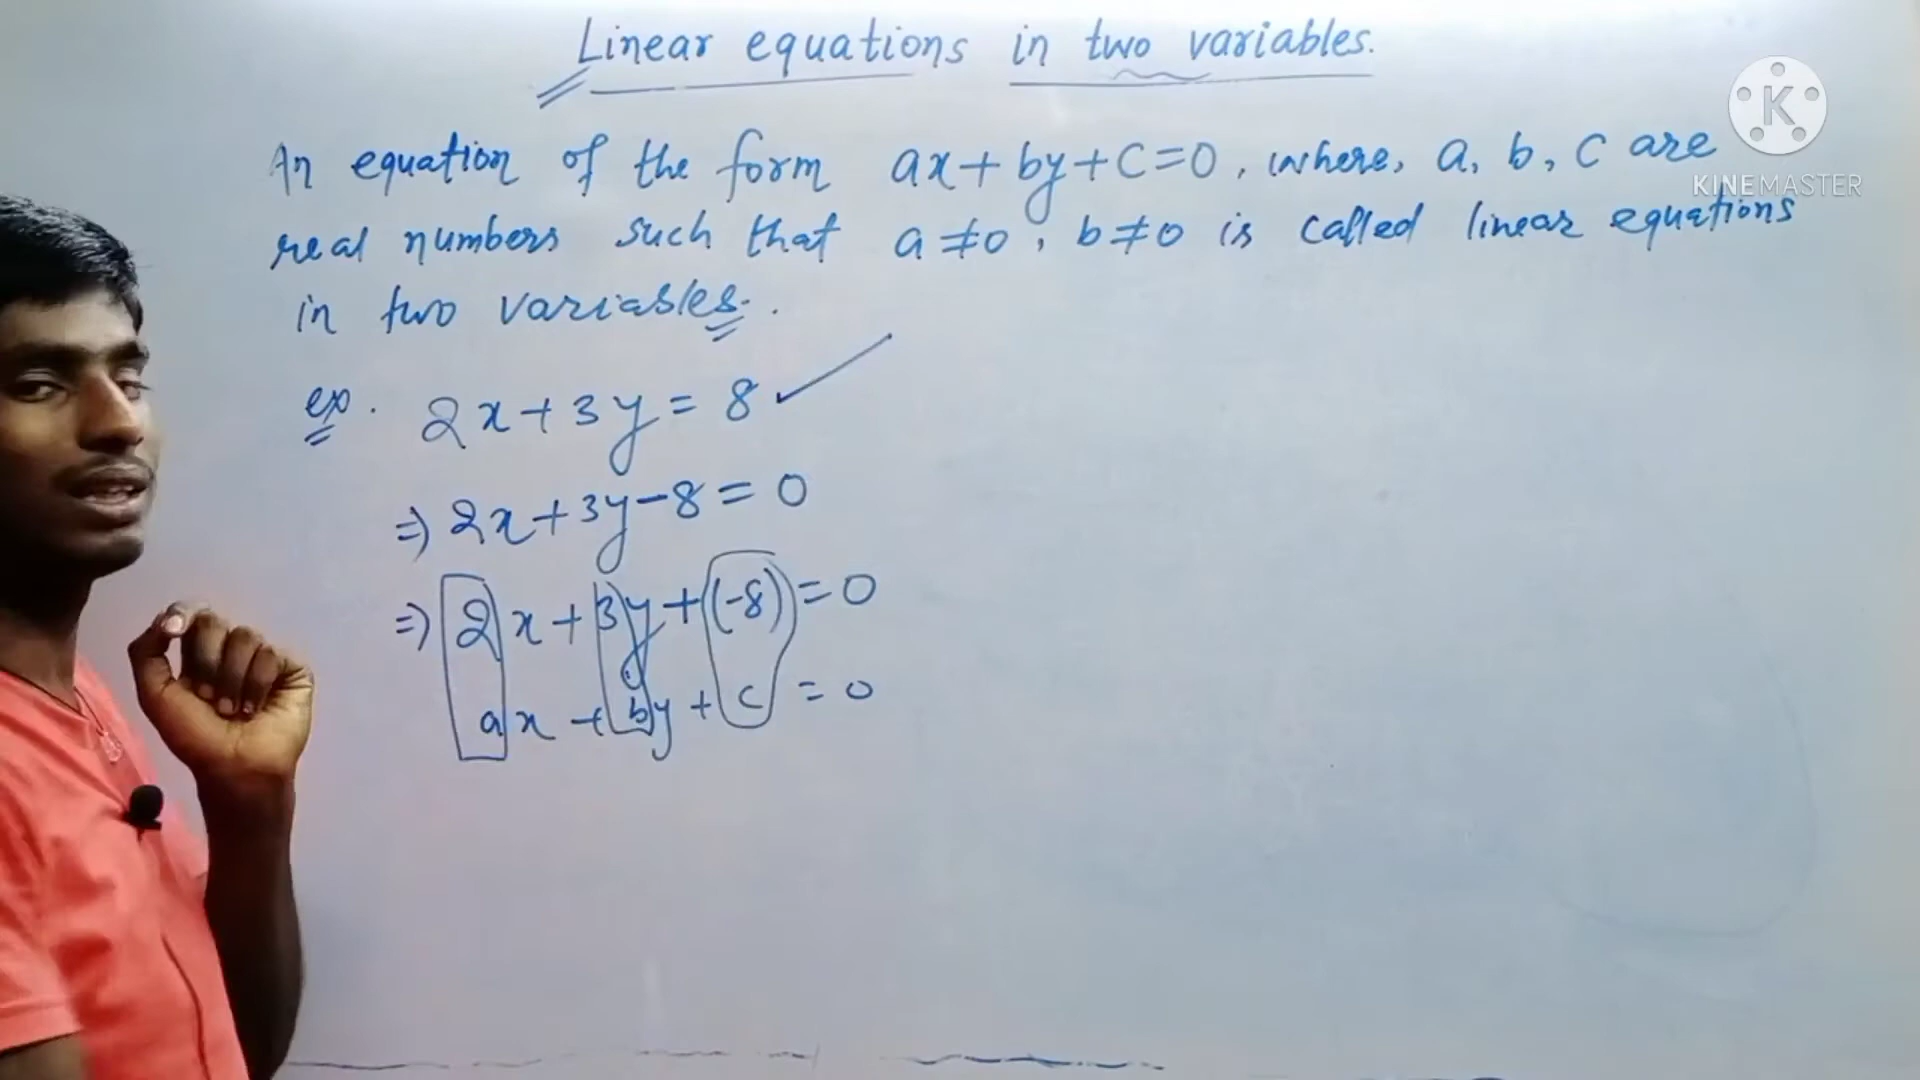 Linear equations in two variables.
K
KINEMASTER
An equation of the form ax+by+c=0, where, a, b, c are
real numbers such that a≠0, b≠0 is called linear equations
in two variables.
ex. 2x+3y=8
⇒ 2x+3y-8=0
⇒ 2x+3y+(-8)=0
ax+by+c=0